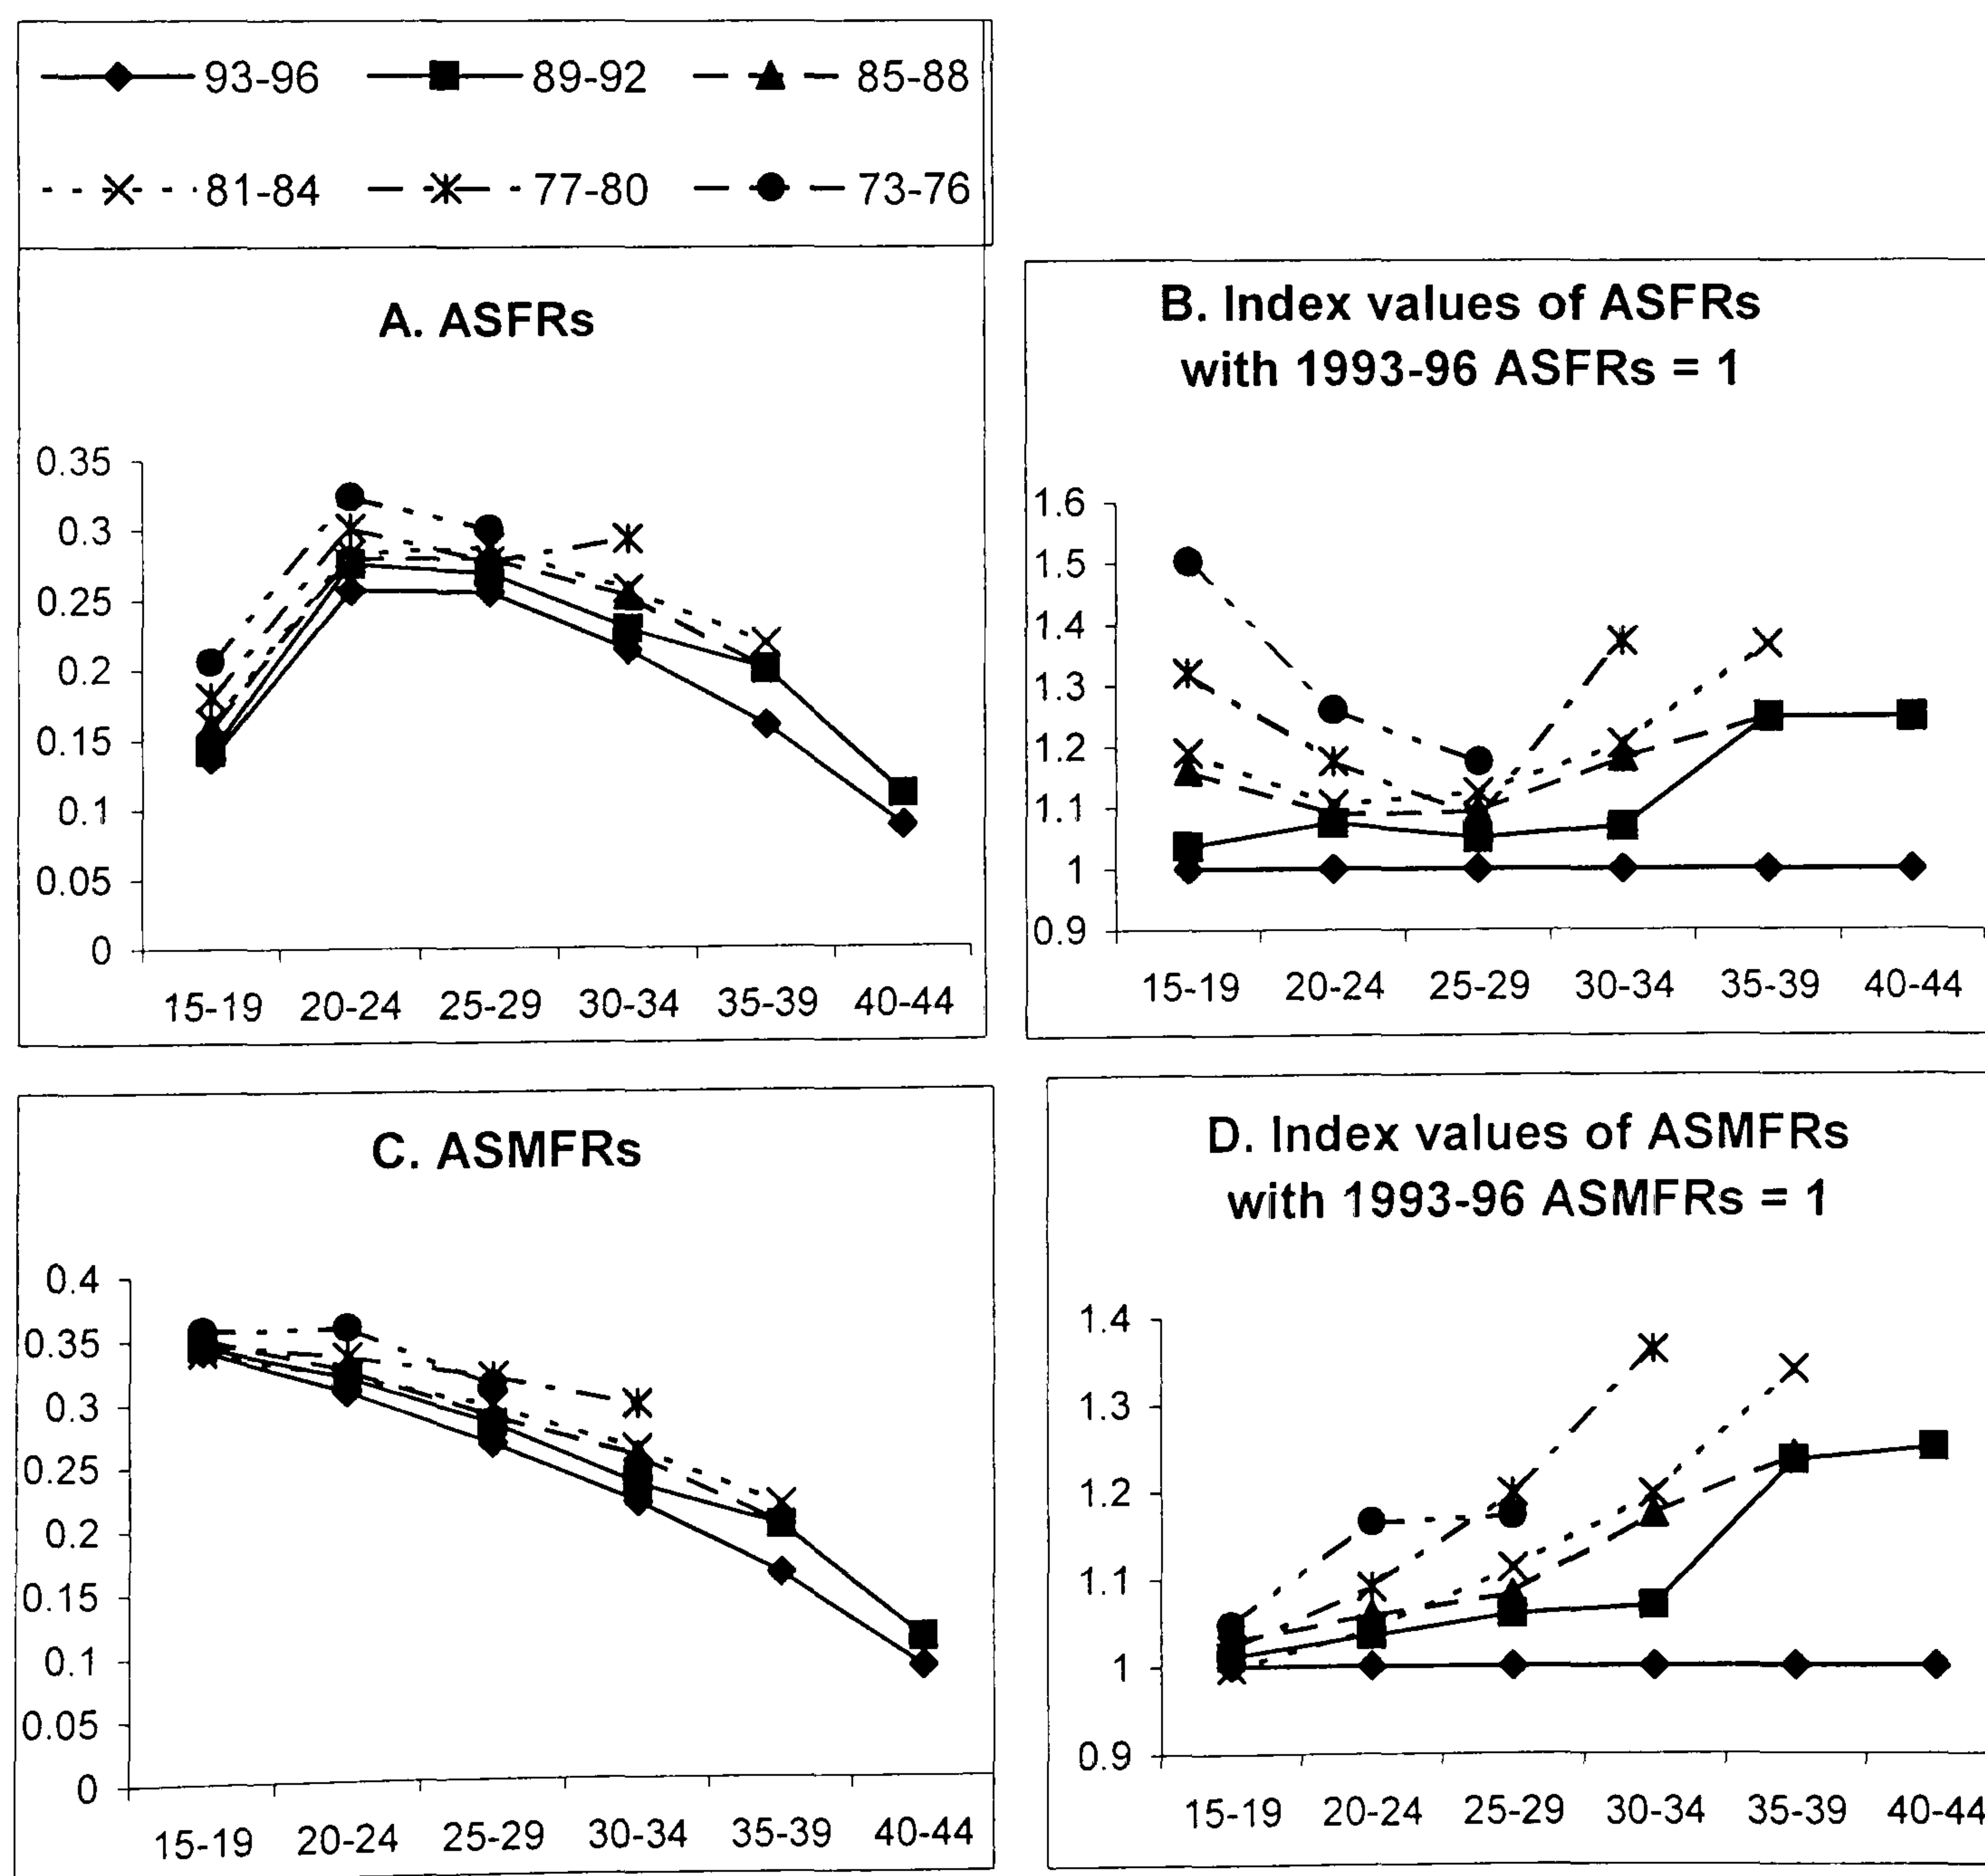 93-96 89-92 85-88
81-84 77-80 73-76
A. ASFRs
0.35
0.3
0.25
0.2
0.15
0.1
0.05
0
15-19 20-24 25-29 30-34 35-39 40-44
B. Index values of ASFRs
with 1993-96 ASFRs = 1
1.6
1.5
1.4
1.3
1.2
1.1
1
0.9
15-19 20-24 25-29 30-34 35-39 40-44
C. ASMFRs
0.4
0.35
0.3
0.25
0.2
0.15
0.1
0.05
0
15-19 20-24 25-29 30-34 35-39 40-44
D. Index values of ASMFRs
with 1993-96 ASMFRs = 1
1.4
1.3
1.2
1.1
1
0.9
15-19 20-24 25-29 30-34 35-39 40-44